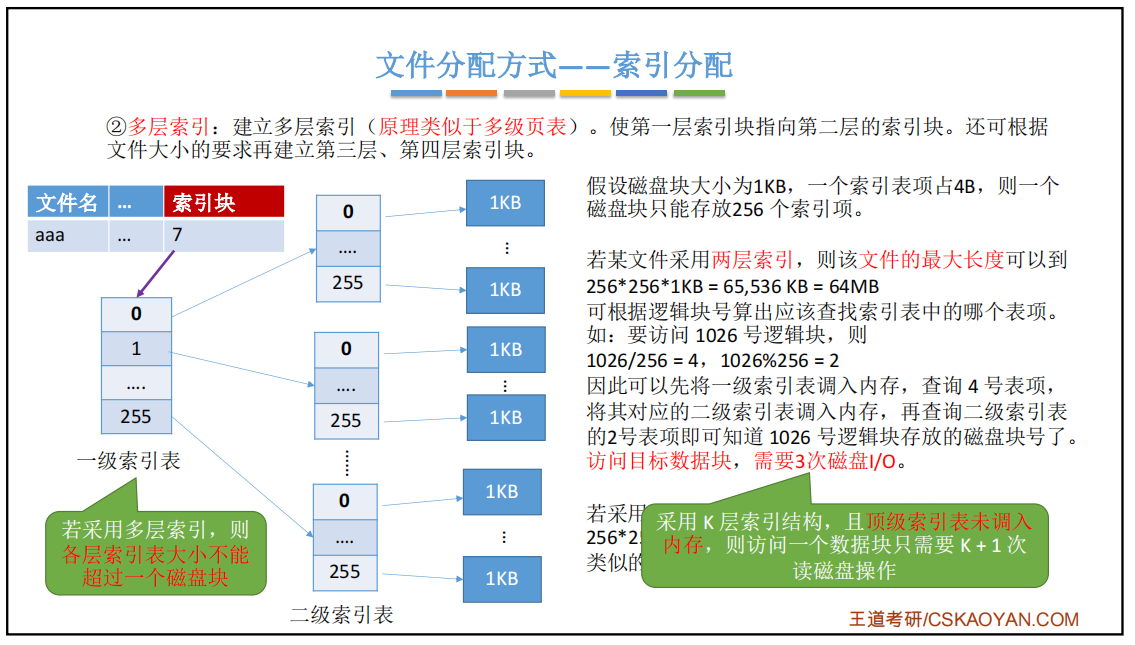 文件分配方式——索引分配
②多层索引：建立多层索引（原理类似于多级页表）。使第一层索引块指向第二层的索引块。还可根据
文件大小的要求再建立第三层、第四层索引块。
文件名 … 索引块
aaa … 7
0
1
….
255
一级索引表
若采用多层索引，则
各层索引表大小不能
超过一个磁盘块
0
….
255
0
….
255
0
….
255
二级索引表
1KB
1KB
1KB
1KB
1KB
1KB
假设磁盘块大小为1KB，一个索引表项占4B，则一个
磁盘块只能存放256 个索引项。
若某文件采用两层索引，则该文件的最大长度可以到
256*256*1KB = 65,536 KB = 64MB
可根据逻辑块号算出应该查找索引表中的哪个表项。
如：要访问 1026 号逻辑块，则
1026/256 = 4，1026%256 = 2
因此可以先将一级索引表调入内存，查询 4 号表项，
将其对应的二级索引表调入内存，再查询二级索引表
的2号表项即可知道 1026 号逻辑块存放的磁盘块号了。
访问目标数据块，需要3次磁盘I/O。
若采用
256*2
类似的
采用 K 层索引结构，且顶级索引表未调入
内存，则访问一个数据块只需要 K + 1 次
读磁盘操作
王道考研/CSKAOYAN.COM